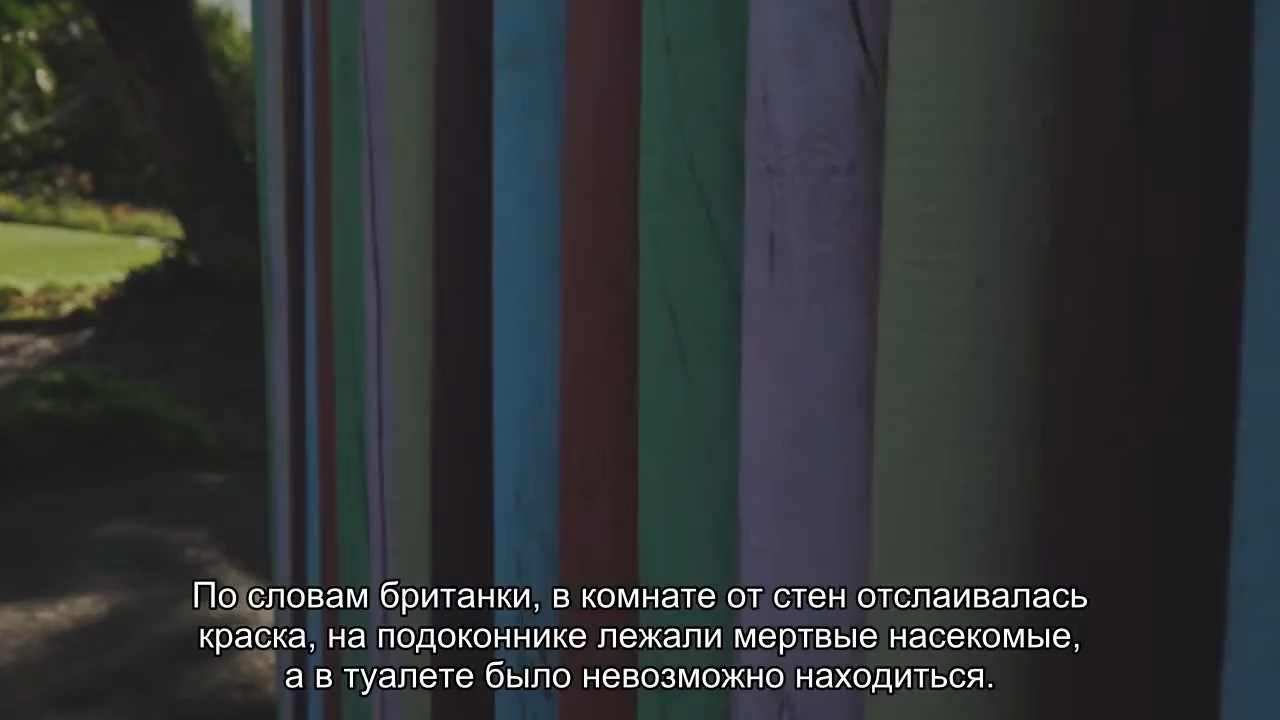 По словам британки, в комнате от стен отслаивалась
краска, на подоконнике лежали мертвые насекомые,
а в туалете было невозможно находиться.